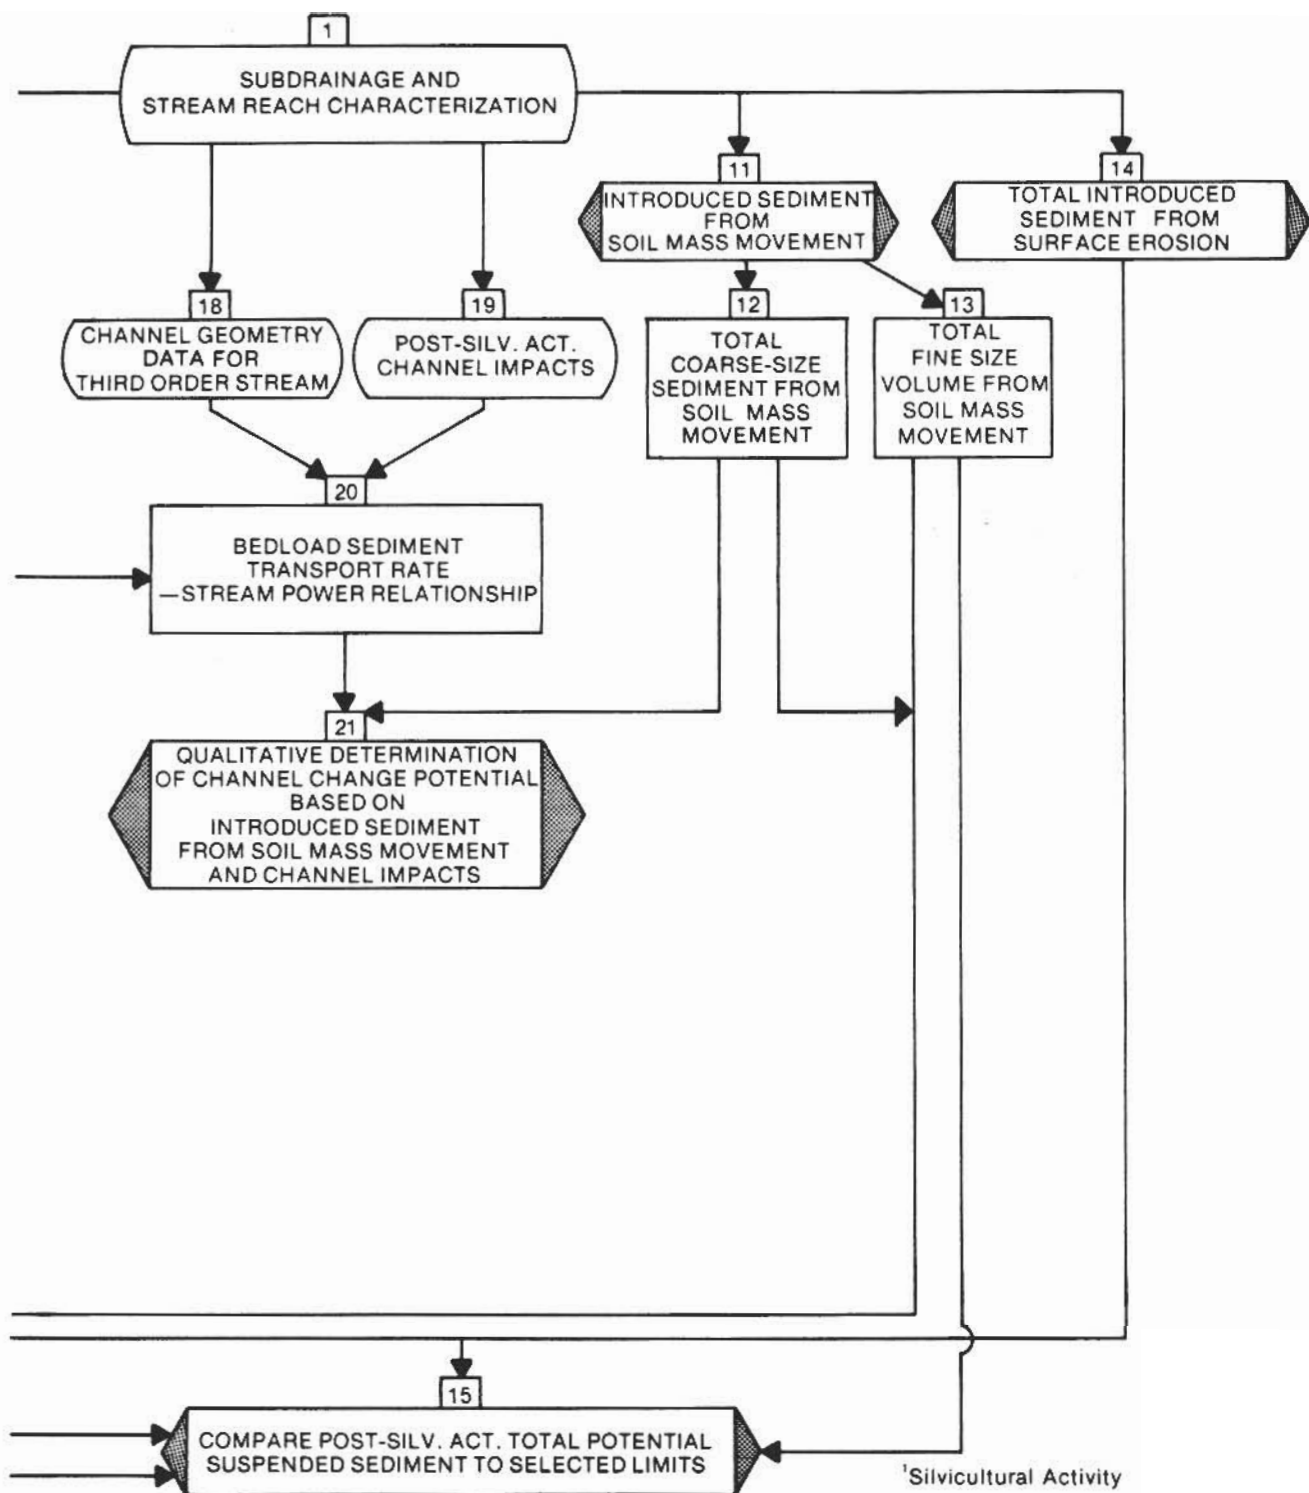 1
SUBDRAINAGE AND
STREAM REACH CHARACTERIZATION
11
INTRODUCED SEDIMENT
FROM
SOIL MASS MOVEMENT
14
TOTAL INTRODUCED
SEDIMENT FROM
SURFACE EROSION
18
CHANNEL GEOMETRY
DATA FOR
THIRD ORDER STREAM
19
POST-SILV. ACT.
CHANNEL IMPACTS
12
TOTAL
COARSE-SIZE
SEDIMENT FROM
SOIL MASS
MOVEMENT
13
TOTAL
FINE SIZE
VOLUME FROM
SOIL MASS
MOVEMENT
20
BEDLOAD SEDIMENT
TRANSPORT RATE
—STREAM POWER RELATIONSHIP
21
QUALITATIVE DETERMINATION
OF CHANNEL CHANGE POTENTIAL
BASED ON
INTRODUCED SEDIMENT
FROM SOIL MASS MOVEMENT
AND CHANNEL IMPACTS
15
COMPARE POST-SILV. ACT. TOTAL POTENTIAL
SUSPENDED SEDIMENT TO SELECTED LIMITS
¹Silvicultural Activity